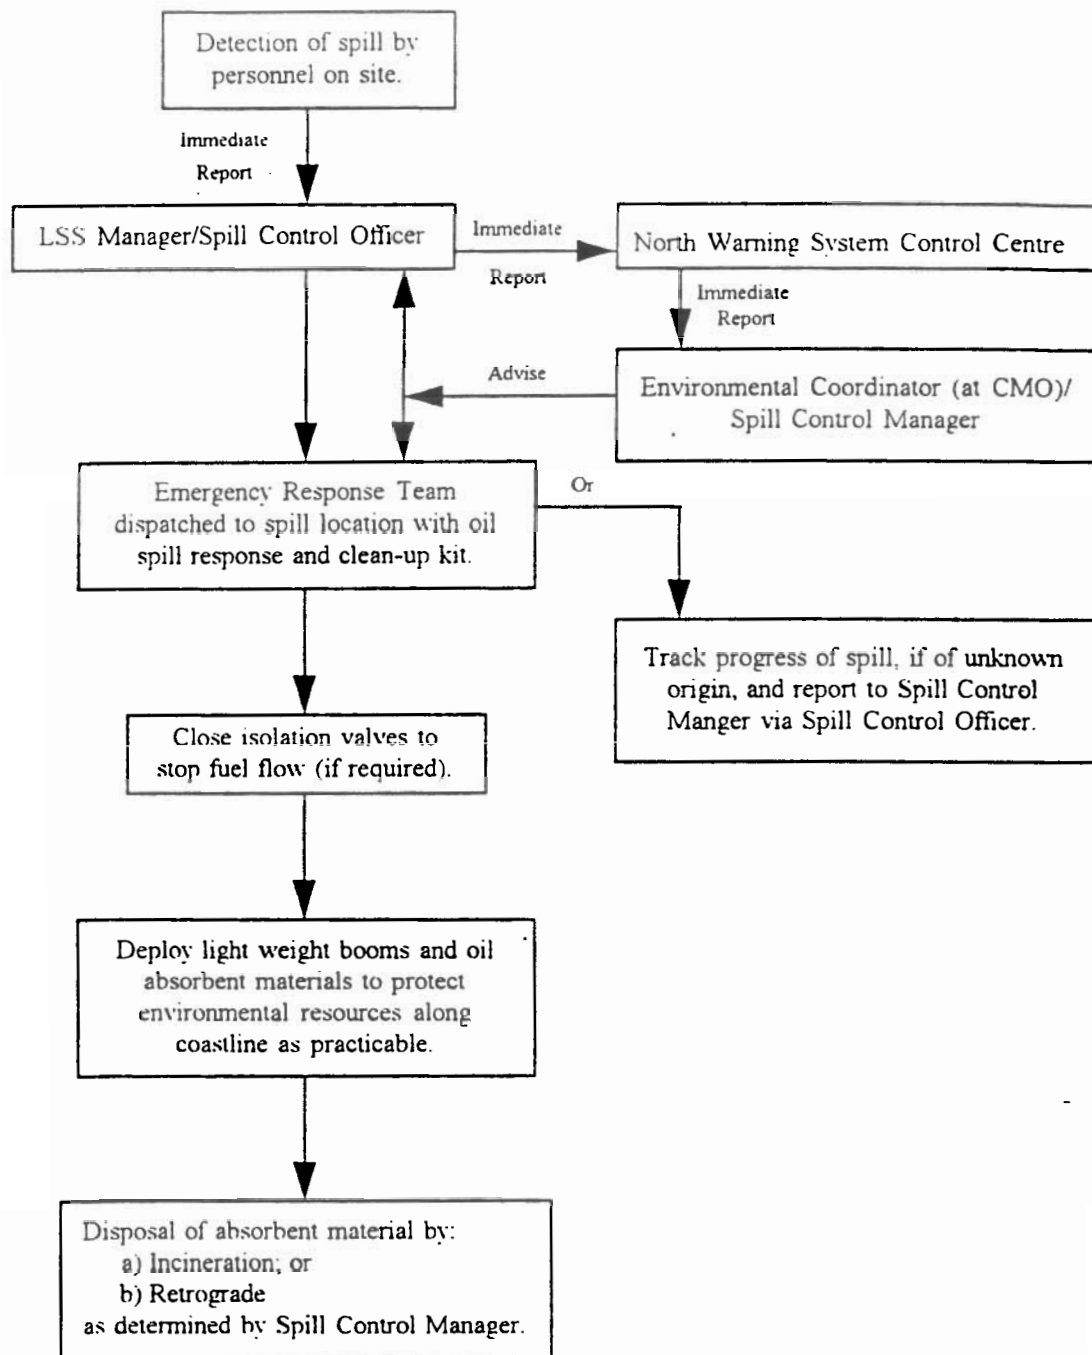 Detection of spill by
personnel on site.
Immediate
Report
LSS Manager/Spill Control Officer
Immediate
Report
North Warning System Control Centre
Immediate
Report
Advise
Environmental Coordinator (at CMO)/
Spill Control Manager
Emergency Response Team
dispatched to spill location with oil
spill response and clean-up kit.
Or
Track progress of spill, if of unknown
origin, and report to Spill Control
Manger via Spill Control Officer.
Close isolation valves to
stop fuel flow (if required).
Deploy light weight booms and oil
absorbent materials to protect
environmental resources along
coastline as practicable.
Disposal of absorbent material by:
a) Incineration; or
b) Retrograde
as determined by Spill Control Manager.